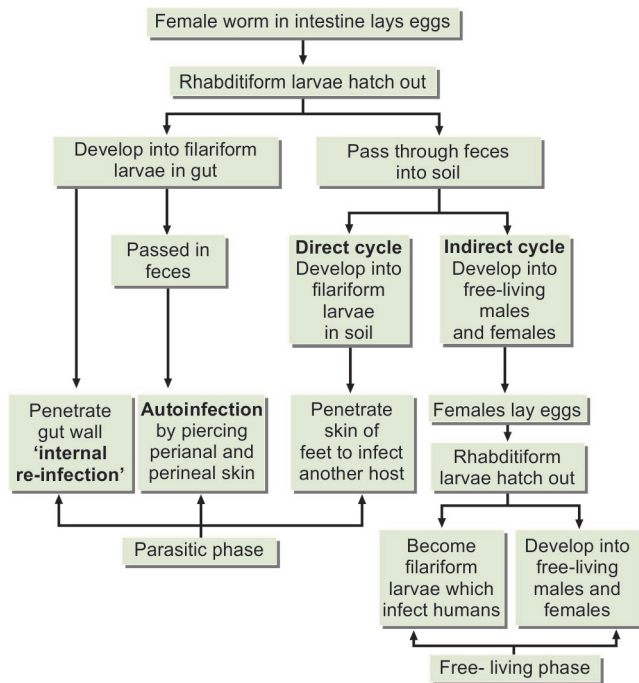 Female worm in intestine lays eggs
Rhabditiform larvae hatch out
Develop into filariform
larvae in gut
Pass through feces
into soil
Passed in
feces
Direct cycle
Develop into
filariform
larvae
in soil
Indirect cycle
Develop into
free-living
males
and females
Penetrate
gut wall
‘internal
re-infection’
Autoinfection
by piercing
perianal and
perineal skin
Penetrate
skin of
feet to infect
another host
Females lay eggs
Rhabditiform
larvae hatch out
Parasitic phase
Become
filariform
larvae which
infect humans
Develop into
free-living
males and
females
Free- living phase